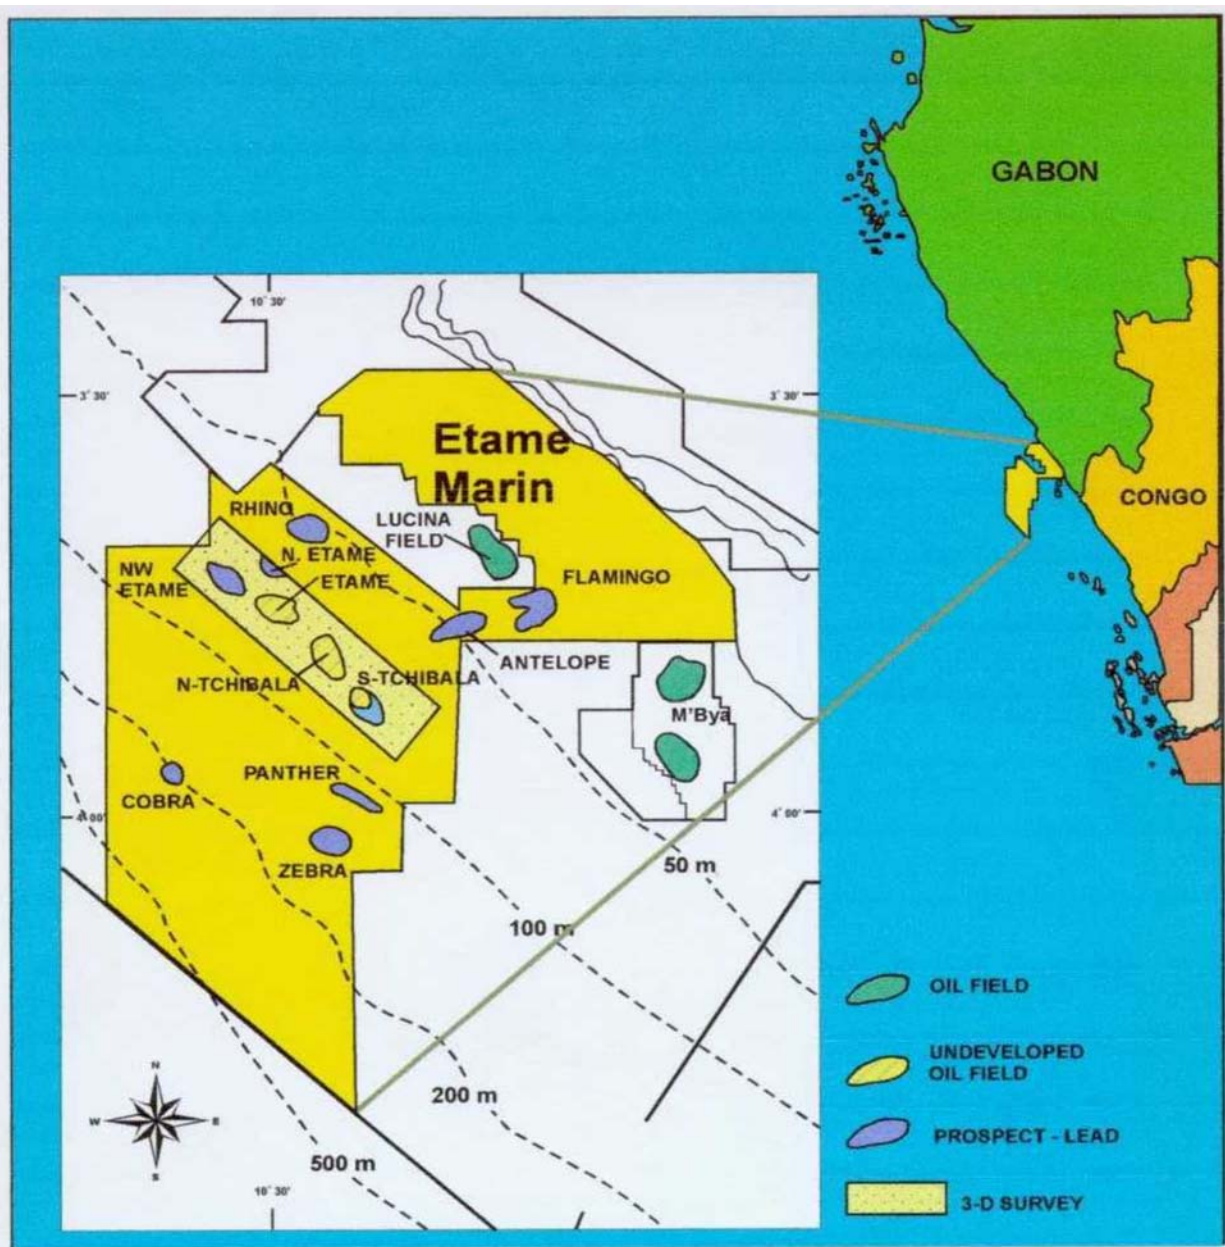 GABON
10° 30'
3° 30'
3° 30'
Etame
Marin
CONGO
RHINO
LUCINA
FIELD
N. ETAME
NW
ETAME
ETAME
FLAMINGO
ANTELOPE
S-TCHIBALA
N-TCHIBALA
M'Bya
PANTHER
COBRA
4° 00'
4° 00'
ZEBRA
50 m
100 m
200 m
500 m
N
W
E
S
10° 30'
OIL FIELD
UNDEVELOPED
OIL FIELD
PROSPECT - LEAD
3-D SURVEY